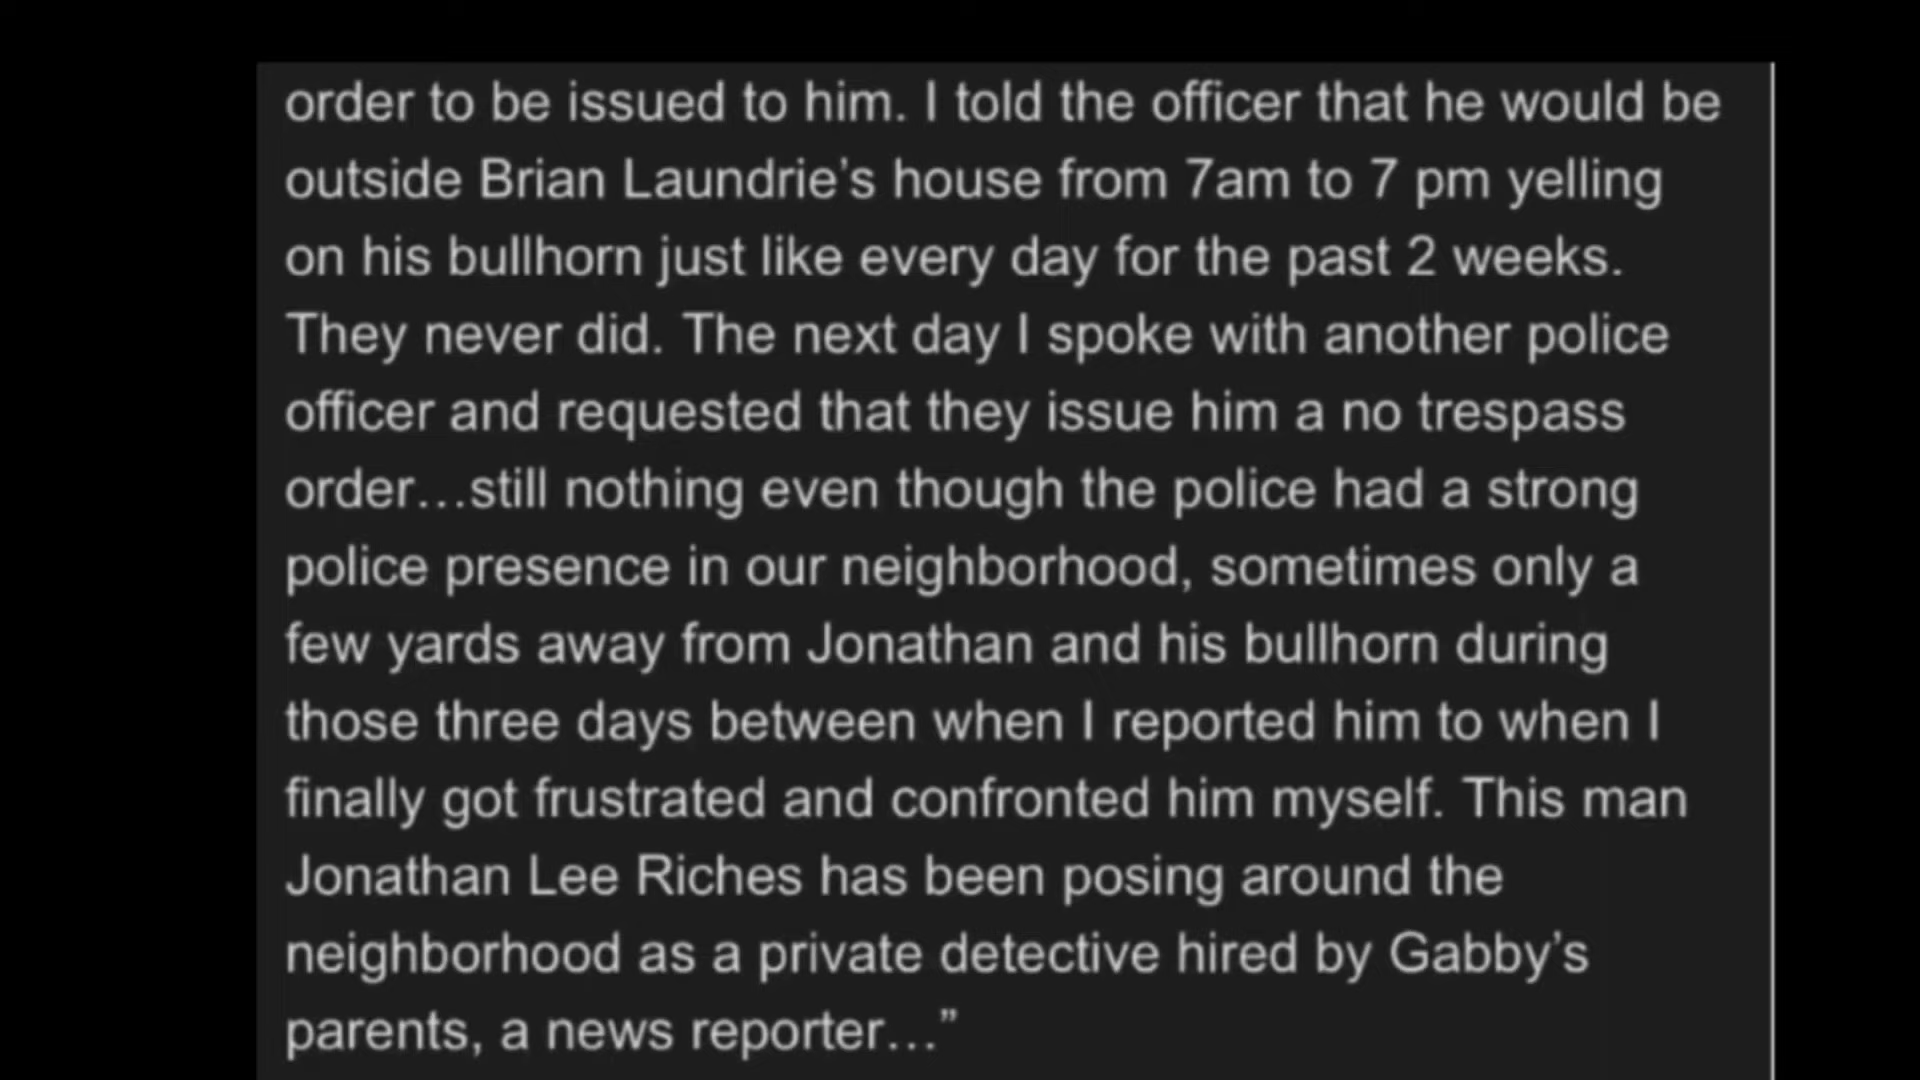 order to be issued to him. I told the officer that he would be
outside Brian Laundrie’s house from 7am to 7 pm yelling
on his bullhorn just like every day for the past 2 weeks.
They never did. The next day I spoke with another police
officer and requested that they issue him a no trespass
order…still nothing even though the police had a strong
police presence in our neighborhood, sometimes only a
few yards away from Jonathan and his bullhorn during
those three days between when I reported him to when I
finally got frustrated and confronted him myself. This man
Jonathan Lee Riches has been posing around the
neighborhood as a private detective hired by Gabby’s
parents, a news reporter…”